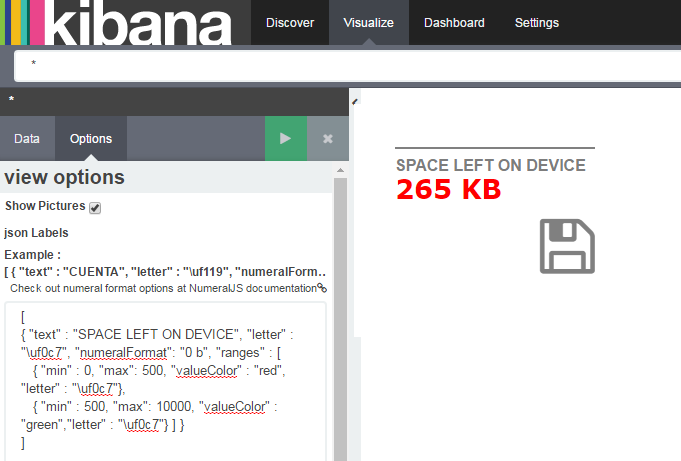 kibana
Discover
Visualize
Dashboard
Settings
*
*
Data
Options
view options
Show Pictures
json Labels
Example :
[ { "text" : "CUENTA", "letter" : "\uf119", "numeralForm...
Check out numeral format options at NumeralJS documentation
[
{ "text" : "SPACE LEFT ON DEVICE", "letter" :
"\uf0c7", "numeralFormat": "0 b", "ranges" : [
{ "min" : 0, "max": 500, "valueColor" : "red",
"letter" : "\uf0c7"},
{ "min" : 500, "max": 10000, "valueColor" :
"green","letter" : "\uf0c7"} ] }
]
SPACE LEFT ON DEVICE
265 KB